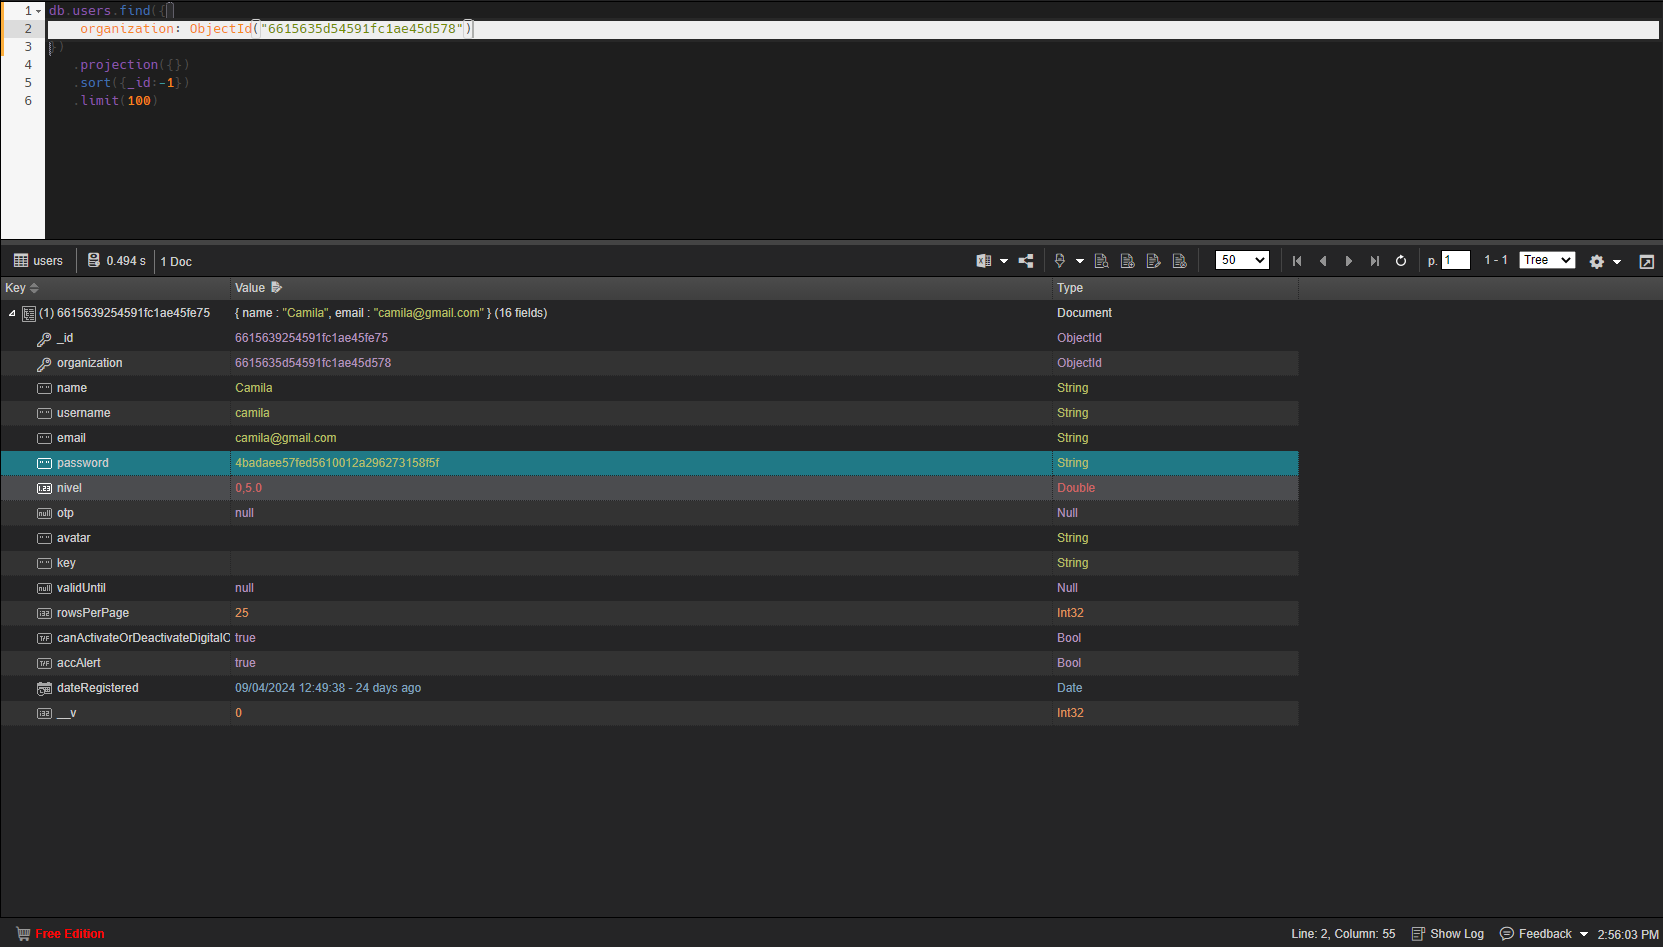 1 db.users.find({
2 organization: ObjectId("6615635d54591fc1ae45d578")
3 })
4 .projection({})
5 .sort({_id:-1})
6 .limit(100)
users 0.494 s 1 Doc 50 p. 1 1 - 1 Tree
Key Value Type
(1) 6615639254591fc1ae45fe75 { name : "Camila", email : "camila@gmail.com" } (16 fields) Document
_id 6615639254591fc1ae45fe75 ObjectId
organization 6615635d54591fc1ae45d578 ObjectId
name Camila String
username camila String
email camila@gmail.com String
password 4badaee57fed5610012a296273158f5f String
nivel 0,5.0 Double
otp null Null
avatar String
key String
validUntil null Null
rowsPerPage 25 Int32
canActivateOrDeactivateDigitalC true Bool
accAlert true Bool
dateRegistered 09/04/2024 12:49:38 - 24 days ago Date
__v 0 Int32
Free Edition Line: 2, Column: 55 Show Log Feedback 2:56:03 PM